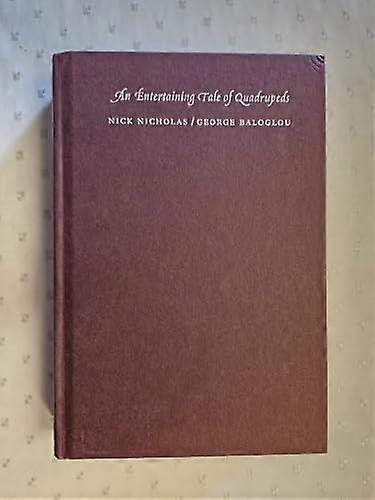 An Entertaining Tale of Quadrupeds
NICK NICHOLAS / GEORGE BALOGLOU